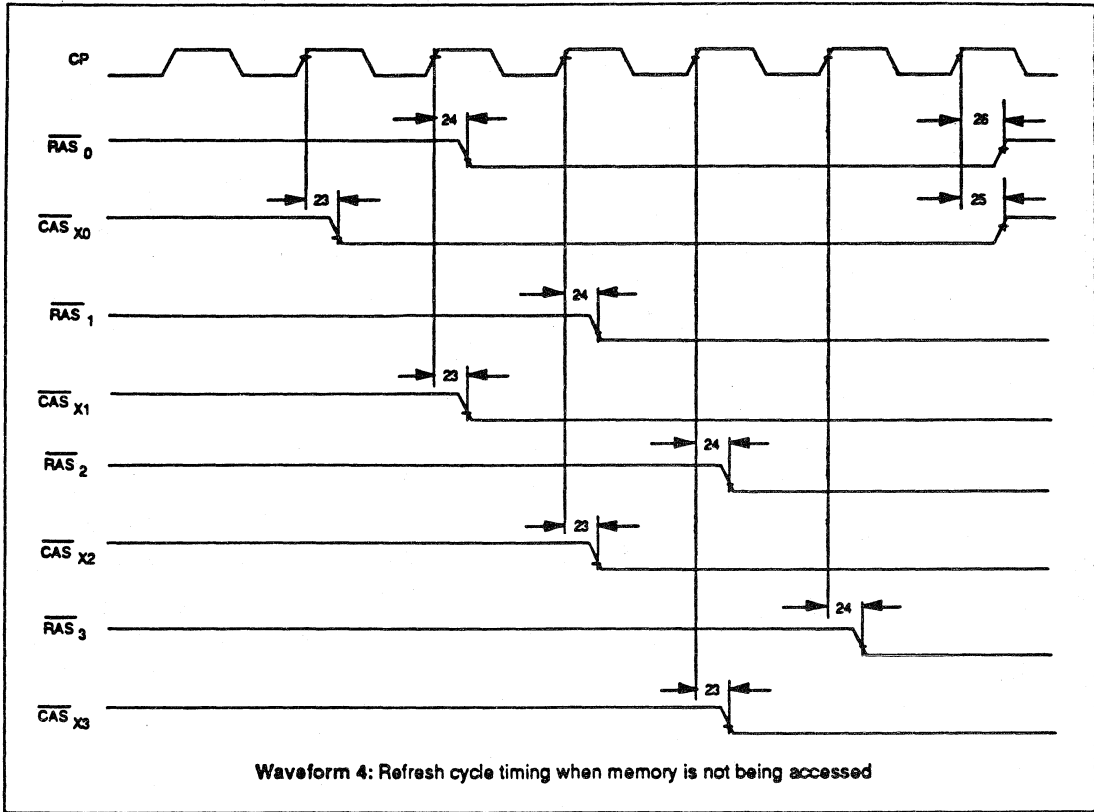 CP
24
26
RAS 0
23
25
CAS X0
24
RAS 1
23
CAS X1
24
RAS 2
23
CAS X2
24
RAS 3
23
CAS X3
Waveform 4: Refresh cycle timing when memory is not being accessed